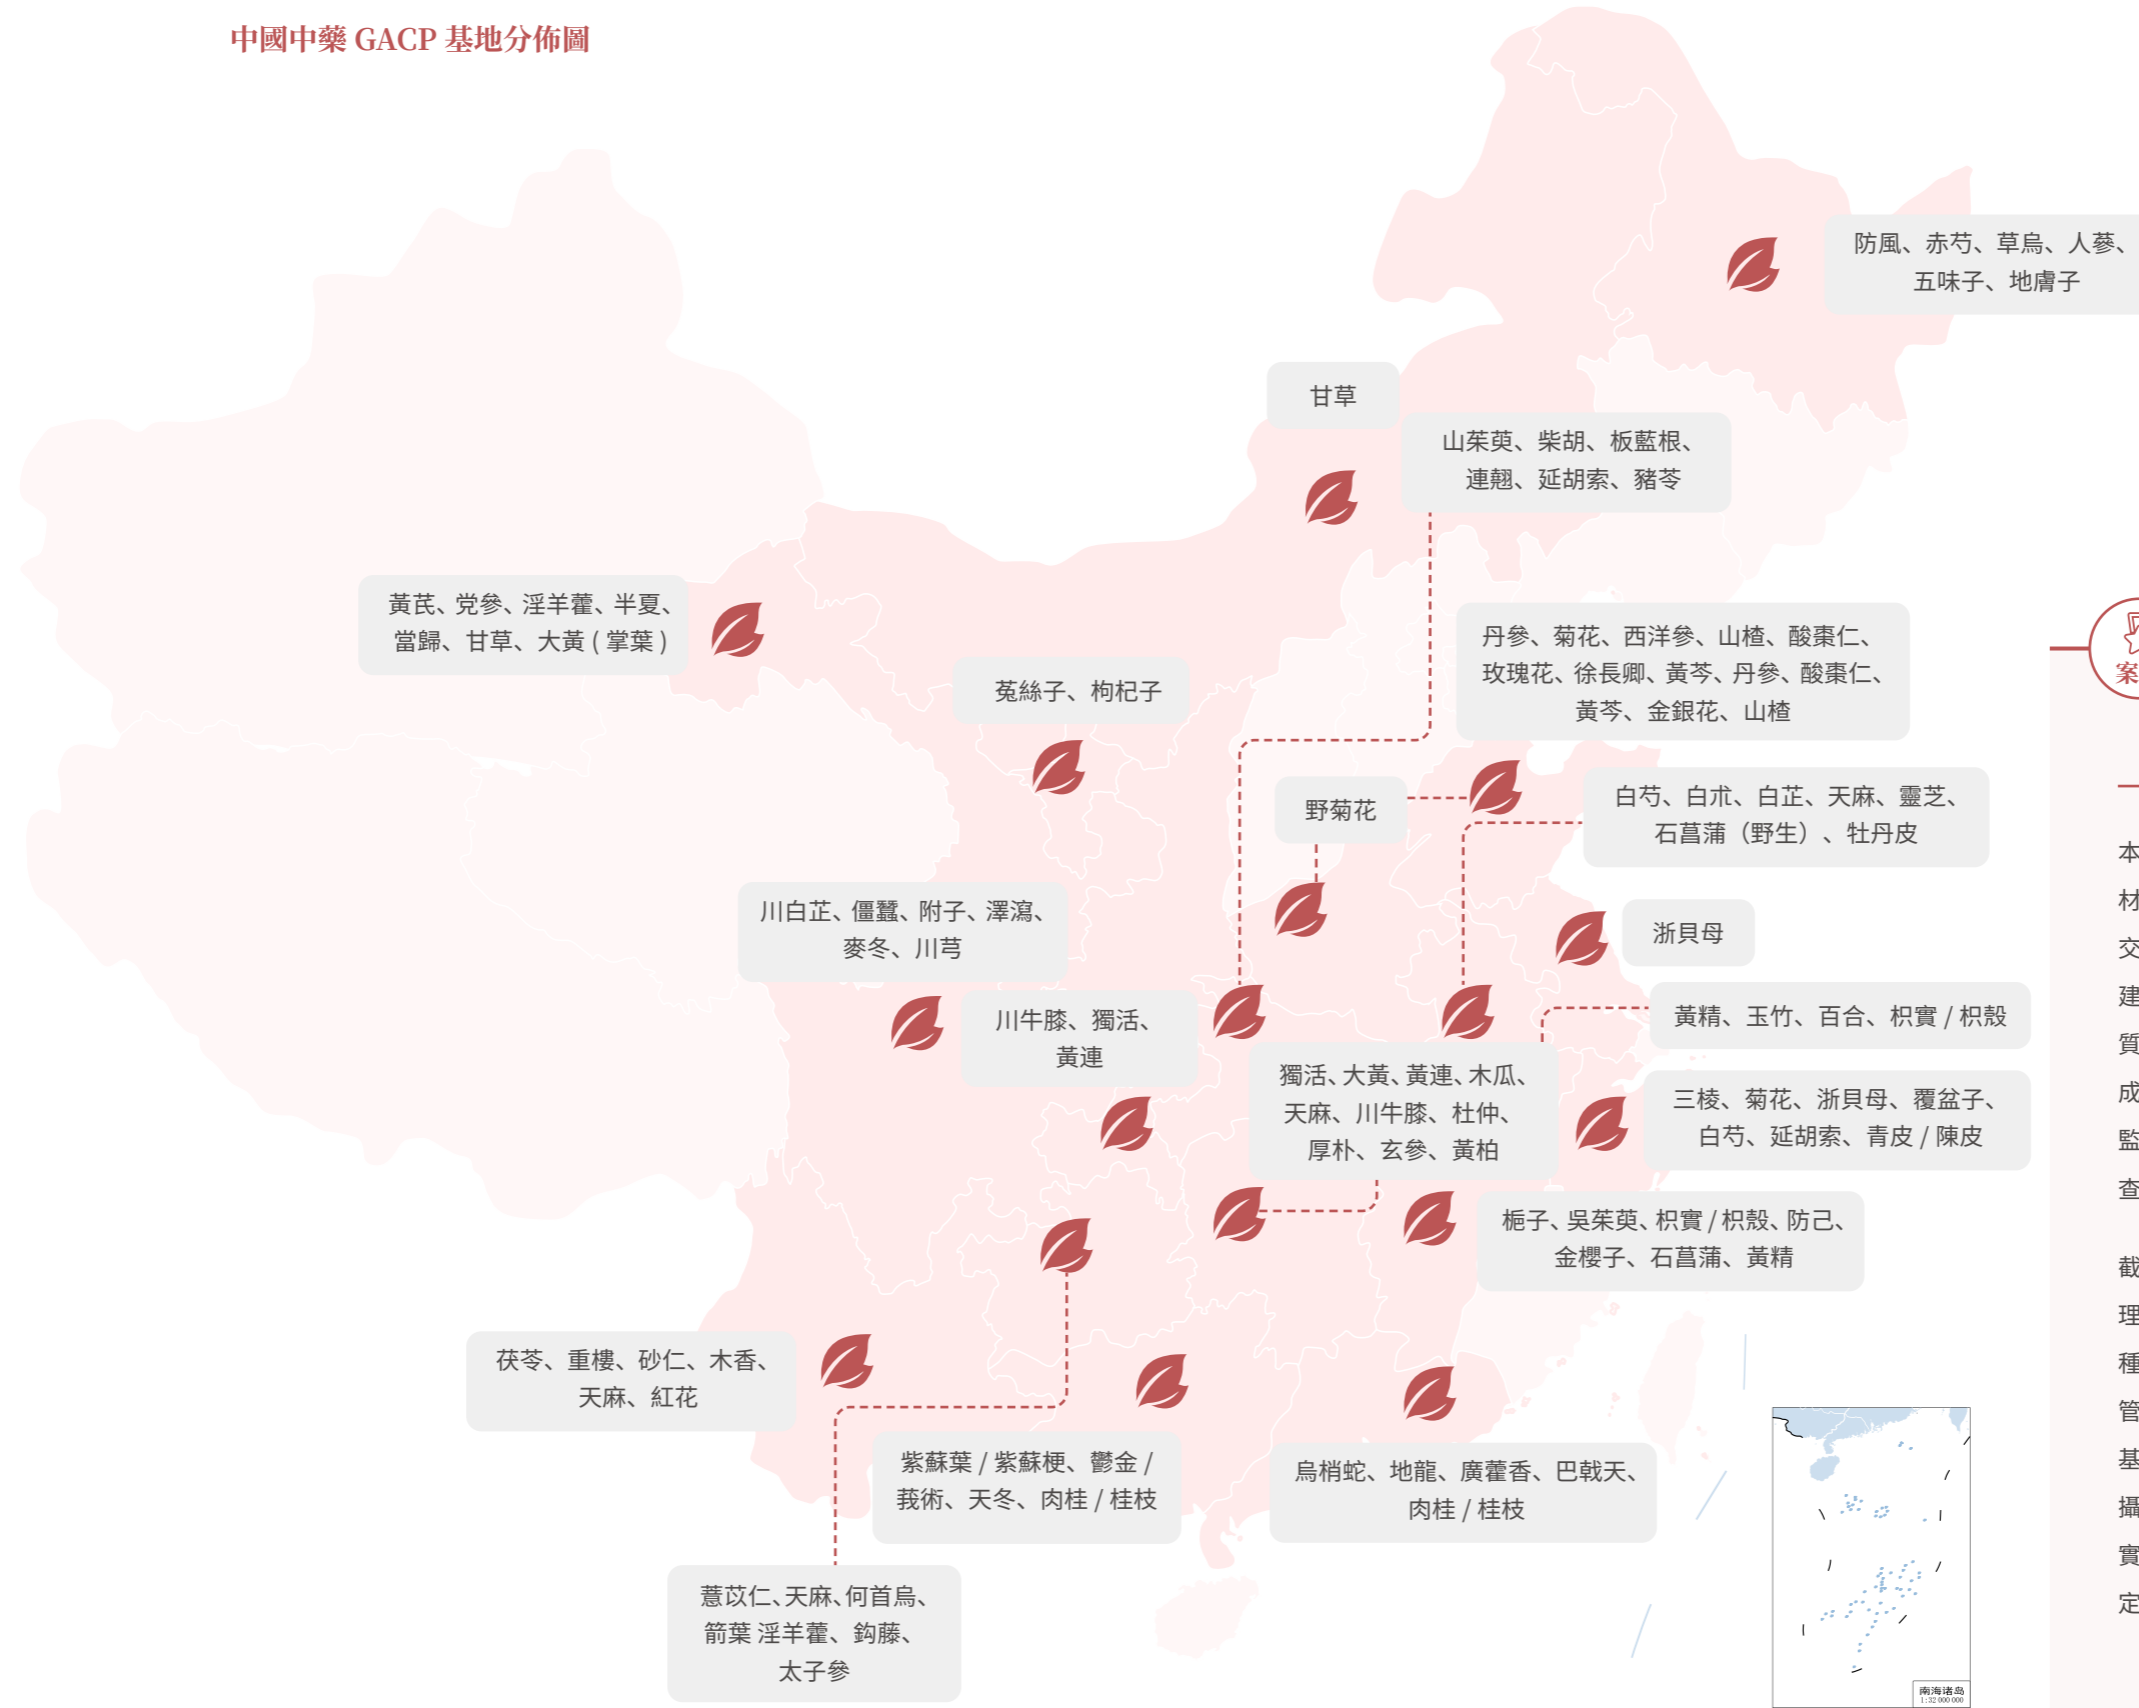 中國中藥 GACP 基地分佈圖
防風、赤芍、草烏、人蔘、
五味子、地膚子
甘草
山茱萸、柴胡、板藍根、
連翹、延胡索、豬苓
黃芪、党參、淫羊藿、半夏、
當歸、甘草、大黃 ( 掌葉 )
菟絲子、枸杞子
丹參、菊花、西洋參、山楂、酸棗仁、
玫瑰花、徐長卿、黃芩、丹參、酸棗仁、
黃芩、金銀花、山楂
野菊花
白芍、白朮、白芷、天麻、靈芝、
石菖蒲（野生）、牡丹皮
川白芷、僵蠶、附子、澤瀉、
麥冬、川芎
浙貝母
川牛膝、獨活、
黃連
黃精、玉竹、百合、枳實 / 枳殼
獨活、大黃、黃連、木瓜、
天麻、川牛膝、杜仲、
厚朴、玄參、黃柏
三棱、菊花、浙貝母、覆盆子、
白芍、延胡索、青皮 / 陳皮
梔子、吳茱萸、枳實 / 枳殼、防己、
金櫻子、石菖蒲、黃精
茯苓、重樓、砂仁、木香、
天麻、紅花
紫蘇葉 / 紫蘇梗、鬱金 /
莪術、天冬、肉桂 / 桂枝
烏梢蛇、地龍、廣藿香、巴戟天、
肉桂 / 桂枝
薏苡仁、天麻、何首烏、
箭葉 淫羊藿、鈎藤、
太子參
南海诸岛
1:32 000 000
案
本
材
交
建
質
成
監
查
截
理
種
管
基
攝
實
定